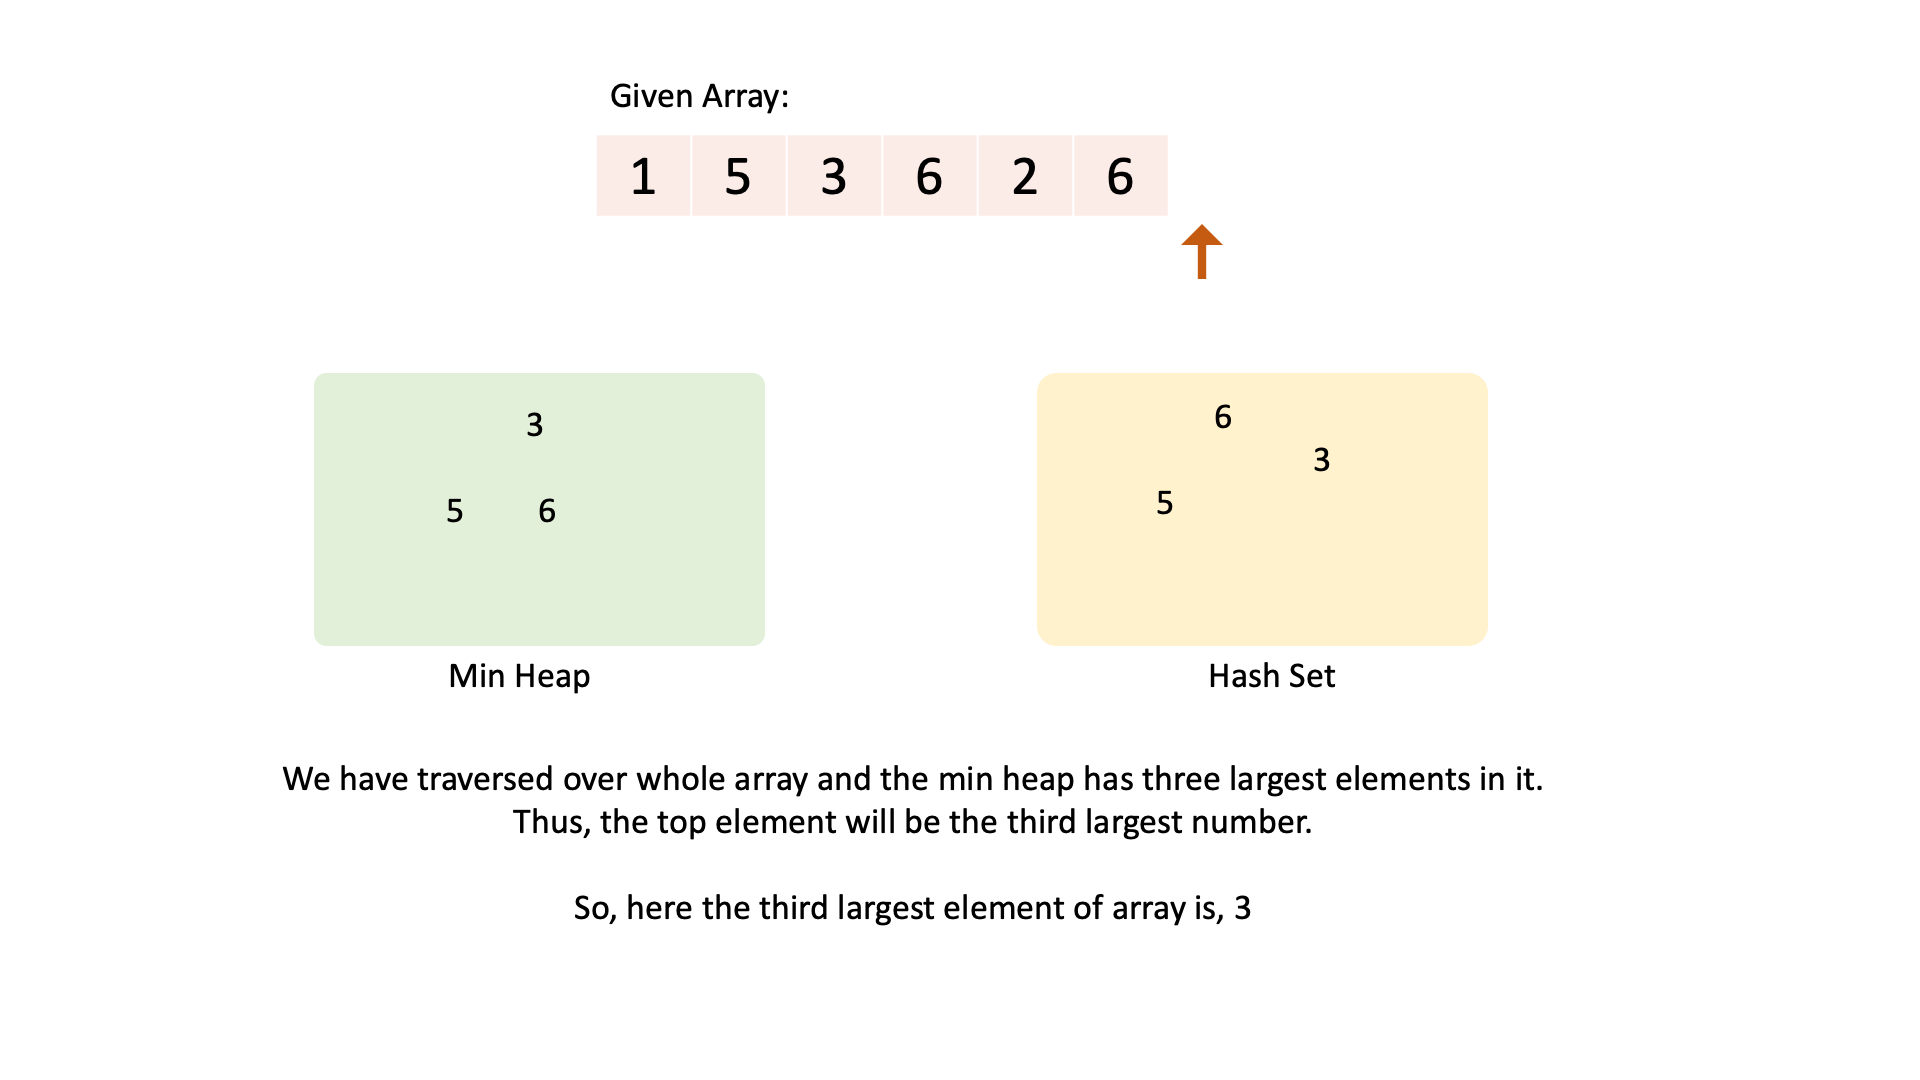 Given Array:
1 5 3 6 2 6
3
5 6
6
3
5
Min Heap
Hash Set
We have traversed over whole array and the min heap has three largest elements in it.
Thus, the top element will be the third largest number.
So, here the third largest element of array is, 3